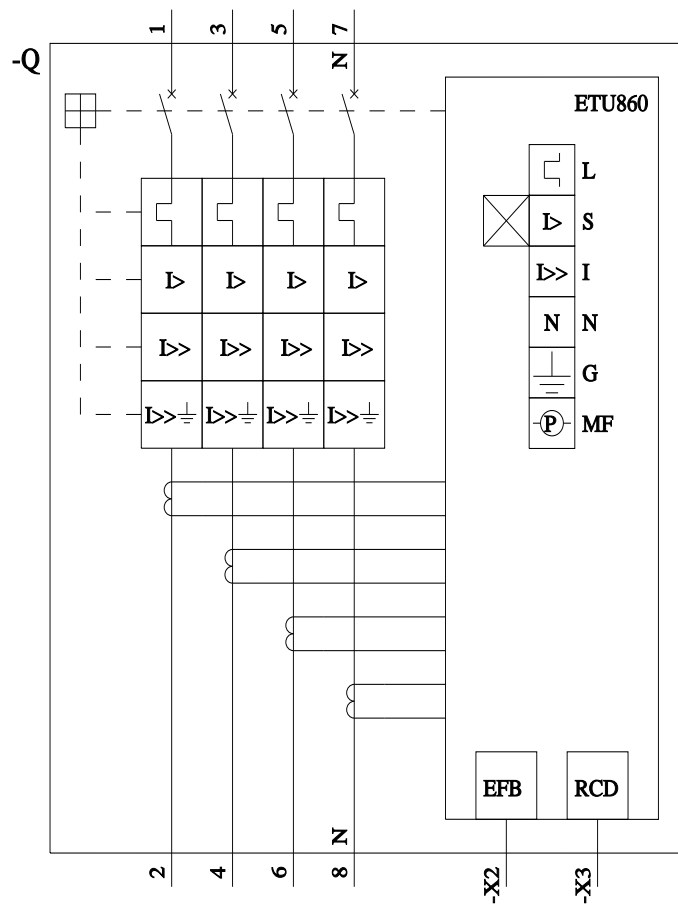 1 3 5 7
-Q N
ETU860
L
I> I> I> I> I> S
I>> I>> I>> I>> I>> I
N N
G
I>> I>> I>> I>> P MF
EFB RCD
N
2 4 6 8 -X2 -X3